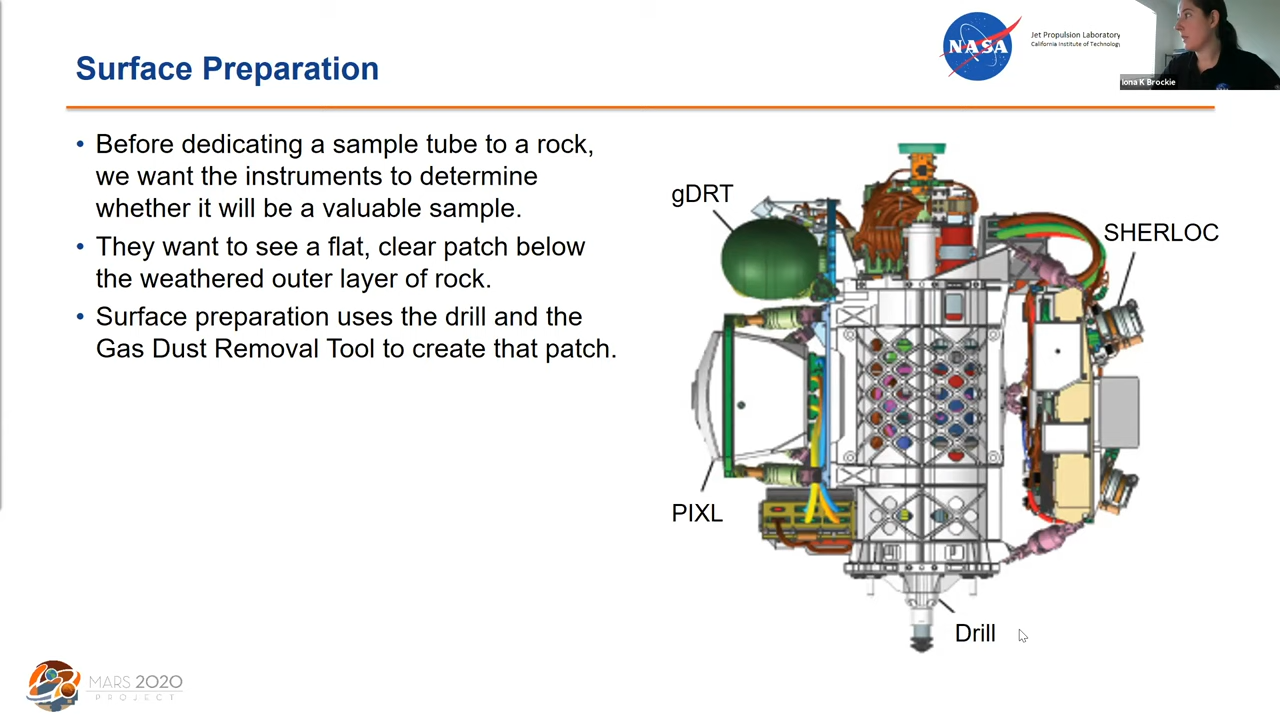 Surface Preparation
NASA
Jet Propulsion Laboratory
California Institute of Technology
iona K Brockie
• Before dedicating a sample tube to a rock,
we want the instruments to determine
whether it will be a valuable sample.
• They want to see a flat, clear patch below
the weathered outer layer of rock.
• Surface preparation uses the drill and the
Gas Dust Removal Tool to create that patch.
gDRT
SHERLOC
PIXL
Drill
MARS 2020
PROJECT